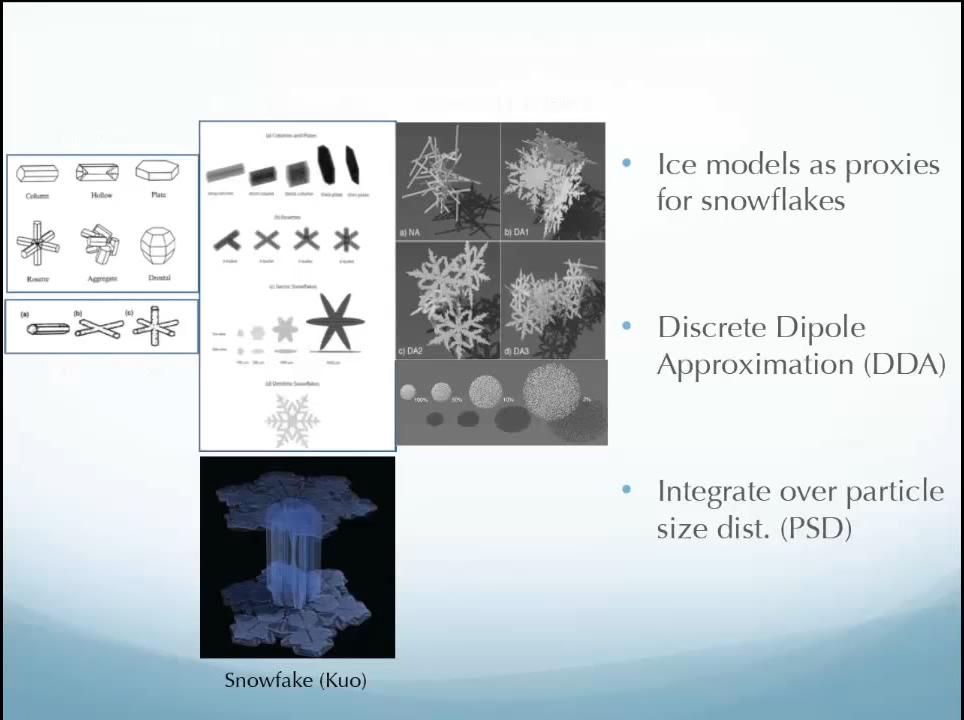 Column Hollow Plate
Rosette Aggregate Droxtal
(a) (b) (c)
(a) Columns and Plates
(b) Rosettes
(c) Sector Snowflakes
(d) Dendrite Snowflakes
a) NA
b) DA1
c) DA2
d) DA3
100% 50% 10% 2%
Snowfake (Kuo)
• Ice models as proxies
for snowflakes
• Discrete Dipole
Approximation (DDA)
• Integrate over particle
size dist. (PSD)